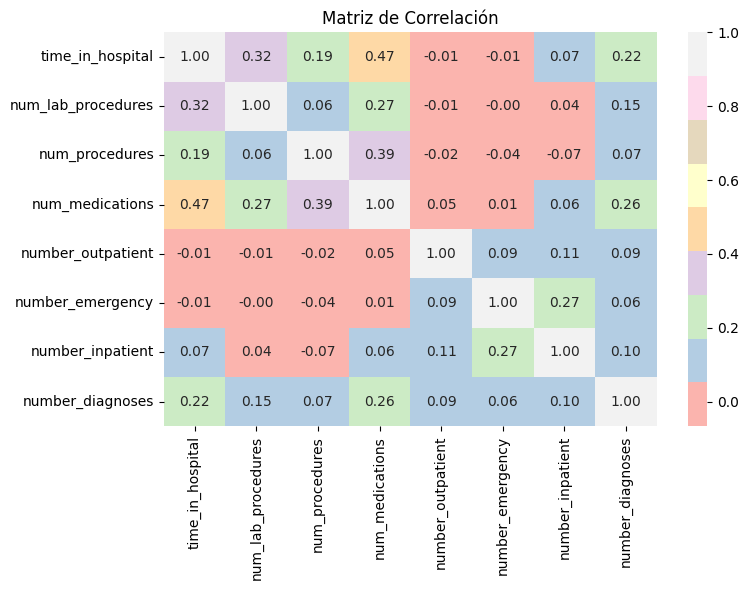 Matriz de Correlación
time_in_hospital 1.00 0.32 0.19 0.47 -0.01 -0.01 0.07 0.22
num_lab_procedures 0.32 1.00 0.06 0.27 -0.01 -0.00 0.04 0.15
num_procedures 0.19 0.06 1.00 0.39 -0.02 -0.04 -0.07 0.07
num_medications 0.47 0.27 0.39 1.00 0.05 0.01 0.06 0.26
number_outpatient -0.01 -0.01 -0.02 0.05 1.00 0.09 0.11 0.09
number_emergency -0.01 -0.00 -0.04 0.01 0.09 1.00 0.27 0.06
number_inpatient 0.07 0.04 -0.07 0.06 0.11 0.27 1.00 0.10
number_diagnoses 0.22 0.15 0.07 0.26 0.09 0.06 0.10 1.00
time_in_hospital
num_lab_procedures
num_procedures
num_medications
number_outpatient
number_emergency
number_inpatient
number_diagnoses
1.0
0.8
0.6
0.4
0.2
0.0